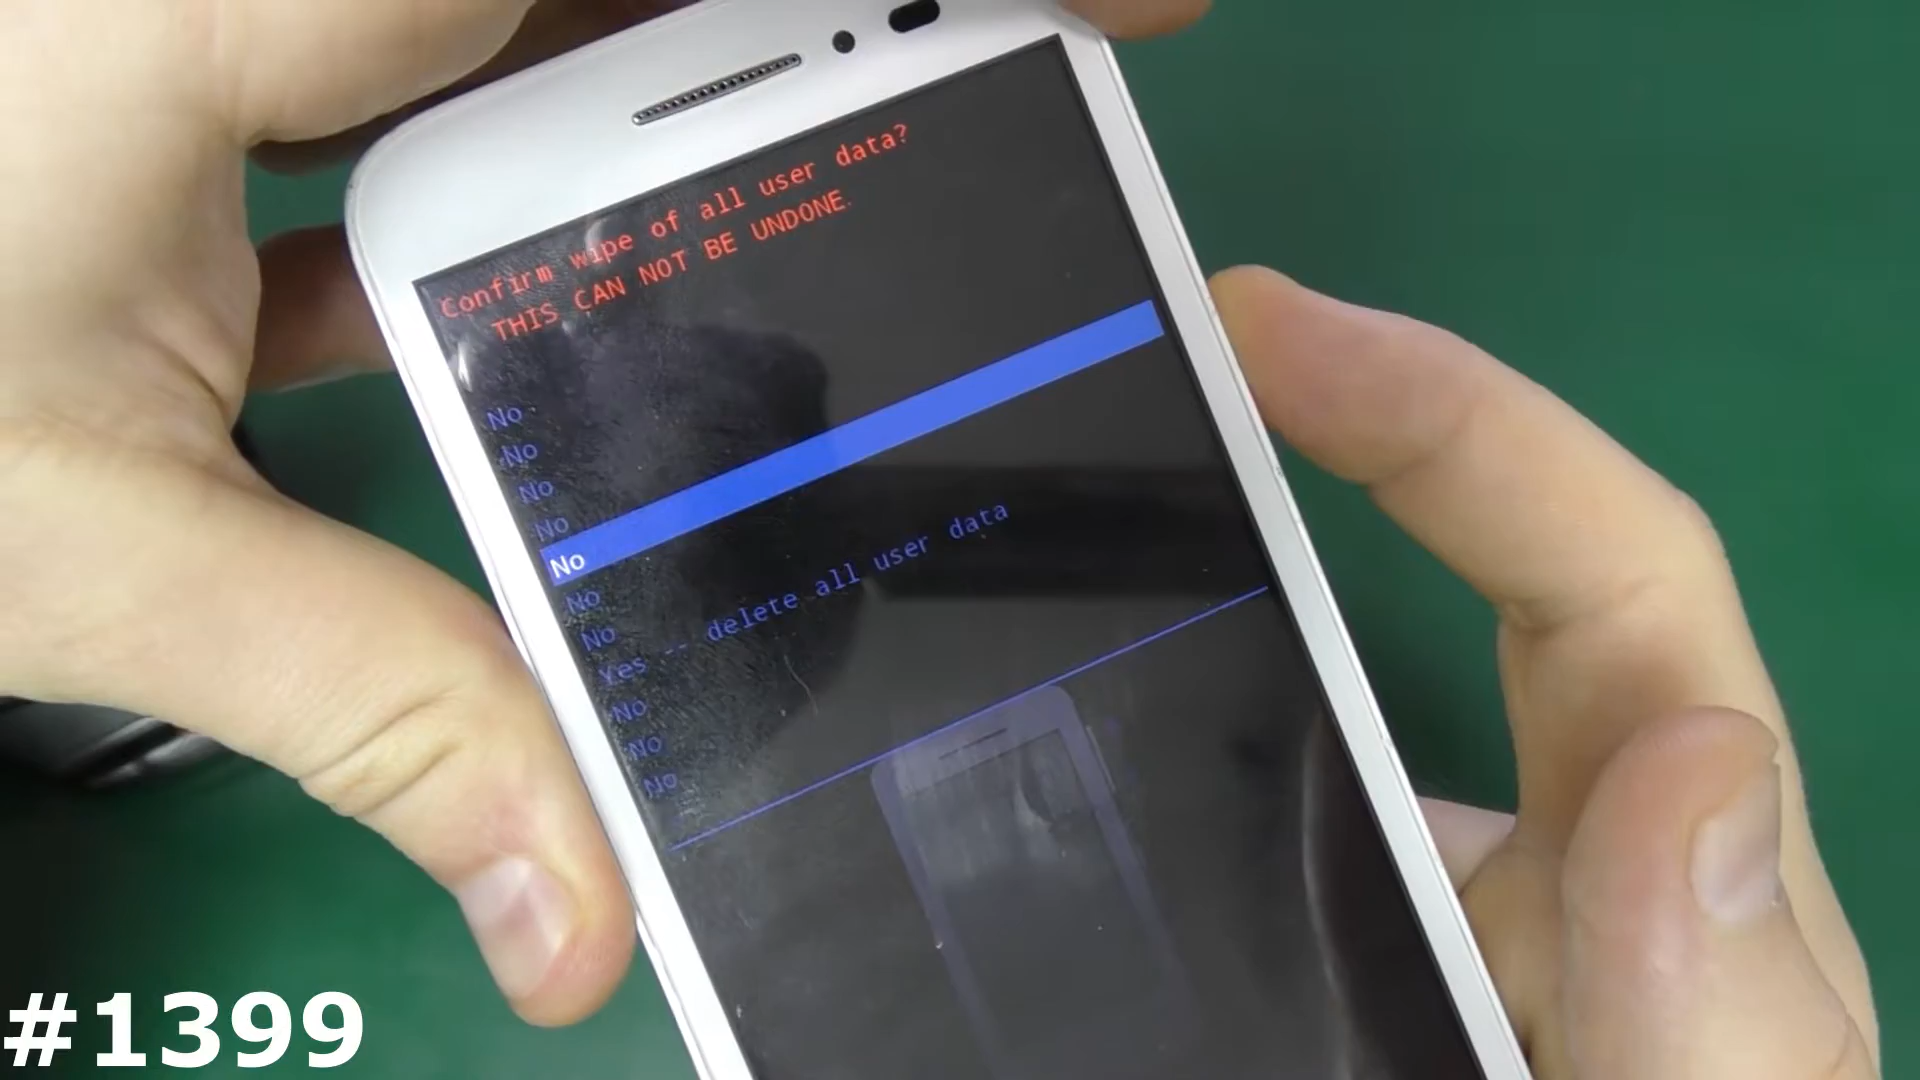 Confirm wipe of all user data?
THIS CAN NOT BE UNDONE.
No
No
No
No
No
No
No
Yes -- delete all user data
No
No
No
#1399